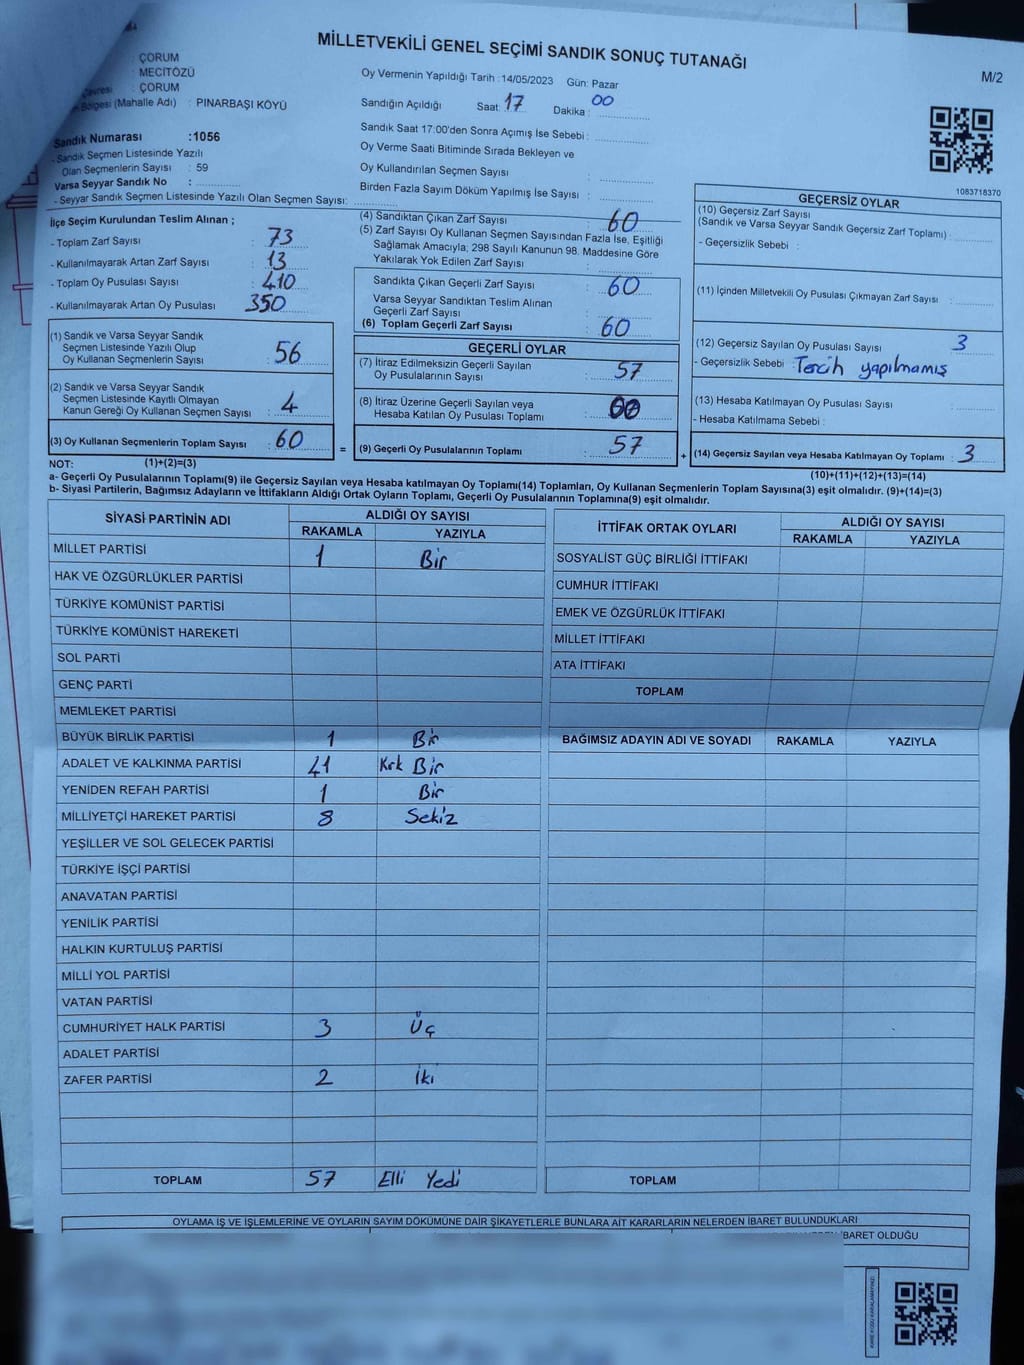 MİLLETVEKİLİ GENEL SEÇİMİ SANDIK SONUÇ TUTANAĞI
M/2
: ÇORUM
: MECİTÖZÜ
: ÇORUM
(Mahalle Adı) : PINARBAŞI KÖYÜ
Oy Vermenin Yapıldığı Tarih : 14/05/2023 Gün: Pazar
Sandığın Açıldığı Saat: 17 Dakika : 00
Sandık Saat 17:00'den Sonra Açımış İse Sebebi :
Oy Verme Saati Bitiminde Sırada Bekleyen ve
Oy Kullandırılan Seçmen Sayısı :
Birden Fazla Sayım Döküm Yapılmış İse Sayısı :
1083718370
Sandık Numarası :1056
- Sandık Seçmen Listesinde Yazılı
Olan Seçmenlerin Sayısı : 59
Varsa Seyyar Sandık No :
- Seyyar Sandık Seçmen Listesinde Yazılı Olan Seçmen Sayısı:
İlçe Seçim Kurulundan Teslim Alınan ;
- Toplam Zarf Sayısı : 73
- Kullanılmayarak Artan Zarf Sayısı : 13
- Toplam Oy Pusulası Sayısı : 410
- Kullanılmayarak Artan Oy Pusulası : 350
(1) Sandık ve Varsa Seyyar Sandık
Seçmen Listesinde Yazılı Olup
Oy Kullanan Seçmenlerin Sayısı : 56
(2) Sandık ve Varsa Seyyar Sandık
Seçmen Listesinde Kayıtlı Olmayan
Kanun Gereği Oy Kullanan Seçmen Sayısı : 4
(3) Oy Kullanan Seçmenlerin Toplam Sayısı : 60
(4) Sandıktan Çıkan Zarf Sayısı : 60
(5) Zarf Sayısı Oy Kullanan Seçmen Sayısından Fazla İse, Eşitliği
Sağlamak Amacıyla; 298 Sayılı Kanunun 98. Maddesine Göre
Yakılarak Yok Edilen Zarf Sayısı :
Sandıkta Çıkan Geçerli Zarf Sayısı : 60
Varsa Seyyar Sandıktan Teslim Alınan
Geçerli Zarf Sayısı :
(6) Toplam Geçerli Zarf Sayısı : 60
GEÇERLİ OYLAR
(7) İtiraz Edilmeksizin Geçerli Sayılan
Oy Pusulalarının Sayısı : 57
(8) İtiraz Üzerine Geçerli Sayılan veya
Hesaba Katılan Oy Pusulası Toplamı :
= (9) Geçerli Oy Pusulalarının Toplamı : 57
GEÇERSİZ OYLAR
(10) Geçersiz Zarf Sayısı
(Sandık ve Varsa Seyyar Sandık Geçersiz Zarf Toplamı) :
- Geçersizlik Sebebi :
(11) İçinden Milletvekili Oy Pusulası Çıkmayan Zarf Sayısı :
(12) Geçersiz Sayılan Oy Pusulası Sayısı : 3
- Geçersizlik Sebebi : Tercih yapılmamış
(13) Hesaba Katılmayan Oy Pusulası Sayısı :
- Hesaba Katılmama Sebebi :
+ (14) Geçersiz Sayılan veya Hesaba Katılmayan Oy Toplamı : 3
NOT: (1)+(2)=(3) (10)+(11)+(12)+(13)=(14)
a- Geçerli Oy Pusulalarının Toplamı(9) ile Geçersiz Sayılan veya Hesaba katılmayan Oy Toplamı(14) Toplamları, Oy Kullanan Seçmenlerin Toplam Sayısına(3) eşit olmalıdır. (9)+(14)=(3)
b- Siyasi Partilerin, Bağımsız Adayların ve İttifakların Aldığı Ortak Oyların Toplamı, Geçerli Oy Pusulalarının Toplamına(9) eşit olmalıdır.
SİYASİ PARTİNİN ADI ALDIĞI OY SAYISI
RAKAMLA YAZIYLA
MİLLET PARTİSİ 1 Bir
HAK VE ÖZGÜRLÜKLER PARTİSİ
TÜRKİYE KOMÜNİST PARTİSİ
TÜRKİYE KOMÜNİST HAREKETİ
SOL PARTİ
GENÇ PARTİ
MEMLEKET PARTİSİ
BÜYÜK BİRLİK PARTİSİ 1 Bir
ADALET VE KALKINMA PARTİSİ 41 Kırk Bir
YENİDEN REFAH PARTİSİ 1 Bir
MİLLİYETÇİ HAREKET PARTİSİ 8 Sekiz
YEŞİLLER VE SOL GELECEK PARTİSİ
TÜRKİYE İŞÇİ PARTİSİ
ANAVATAN PARTİSİ
YENİLİK PARTİSİ
HALKIN KURTULUŞ PARTİSİ
MİLLİ YOL PARTİSİ
VATAN PARTİSİ
CUMHURİYET HALK PARTİSİ 3 Üç
ADALET PARTİSİ
ZAFER PARTİSİ 2 İki
TOPLAM 57 Elli Yedi
İTTİFAK ORTAK OYLARI ALDIĞI OY SAYISI
RAKAMLA YAZIYLA
SOSYALİST GÜÇ BİRLİĞİ İTTİFAKI
CUMHUR İTTİFAKI
EMEK VE ÖZGÜRLÜK İTTİFAKI
MİLLET İTTİFAKI
ATA İTTİFAKI
TOPLAM
BAĞIMSIZ ADAYIN ADI VE SOYADI RAKAMLA YAZIYLA
TOPLAM
OYLAMA İŞ VE İŞLEMLERİNE VE OYLARIN SAYIM DÖKÜMÜNE DAİR ŞİKAYETLERLE BUNLARA AİT KARARLARIN NELERDEN İBARET BULUNDUKLARI
İBARET OLDUĞU